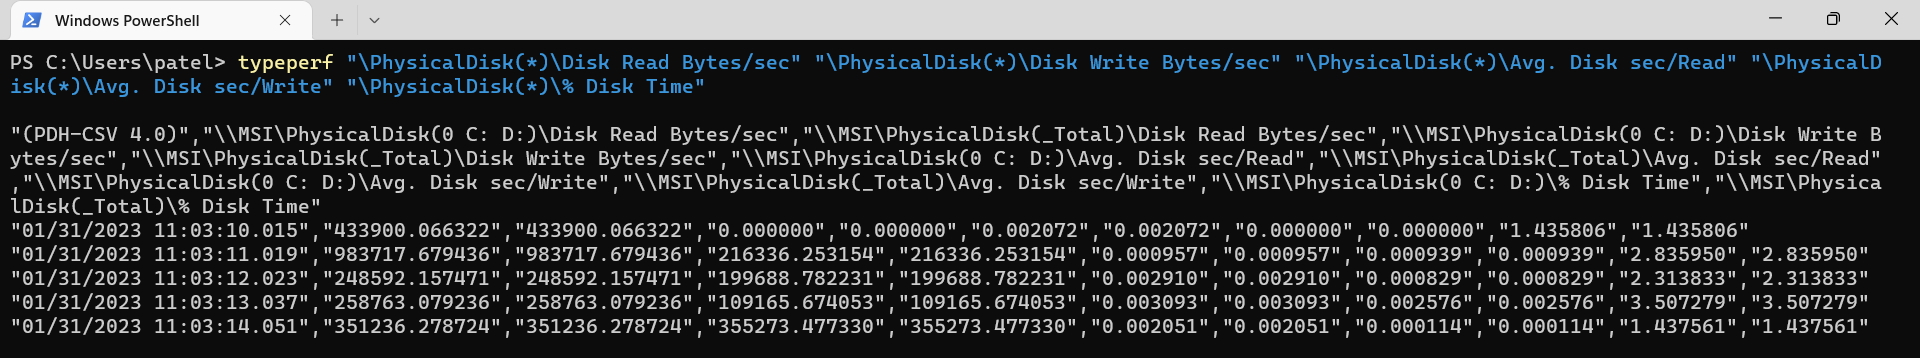 Windows PowerShell
PS C:\Users\patel> typeperf "\PhysicalDisk(*)\Disk Read Bytes/sec" "\PhysicalDisk(*)\Disk Write Bytes/sec" "\PhysicalDisk(*)\Avg. Disk sec/Read" "\PhysicalD
isk(*)\Avg. Disk sec/Write" "\PhysicalDisk(*)\% Disk Time"
"(PDH-CSV 4.0)","\\MSI\PhysicalDisk(0 C: D:)\Disk Read Bytes/sec","\\MSI\PhysicalDisk(_Total)\Disk Read Bytes/sec","\\MSI\PhysicalDisk(0 C: D:)\Disk Write B
ytes/sec","\\MSI\PhysicalDisk(_Total)\Disk Write Bytes/sec","\\MSI\PhysicalDisk(0 C: D:)\Avg. Disk sec/Read","\\MSI\PhysicalDisk(_Total)\Avg. Disk sec/Read"
,"\\MSI\PhysicalDisk(0 C: D:)\Avg. Disk sec/Write","\\MSI\PhysicalDisk(_Total)\Avg. Disk sec/Write","\\MSI\PhysicalDisk(0 C: D:)\% Disk Time","\\MSI\Physica
lDisk(_Total)\% Disk Time"
"01/31/2023 11:03:10.015","433900.066322","433900.066322","0.000000","0.000000","0.002072","0.002072","0.000000","0.000000","1.435806","1.435806"
"01/31/2023 11:03:11.019","983717.679436","983717.679436","216336.253154","216336.253154","0.000957","0.000957","0.000939","0.000939","2.835950","2.835950"
"01/31/2023 11:03:12.023","248592.157471","248592.157471","199688.782231","199688.782231","0.002910","0.002910","0.000829","0.000829","2.313833","2.313833"
"01/31/2023 11:03:13.037","258763.079236","258763.079236","109165.674053","109165.674053","0.003093","0.003093","0.002576","0.002576","3.507279","3.507279"
"01/31/2023 11:03:14.051","351236.278724","351236.278724","355273.477330","355273.477330","0.002051","0.002051","0.000114","0.000114","1.437561","1.437561"